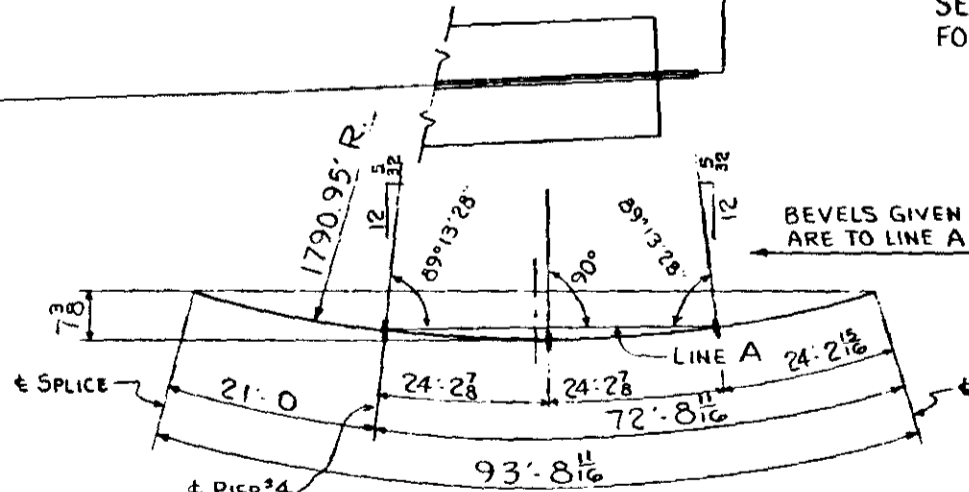 SE
FO
1790.95' R.
12
5/32
89°13'28"
90°
89°13'28"
5/32
12
BEVELS GIVEN
ARE TO LINE A
7 3/8
LINE A
℄ SPLICE
21'-0
24'-2 7/8
24'-2 7/8
24'-2 15/16
72'-8 11/16
93'-8 11/16
℄ PIER #4
℄